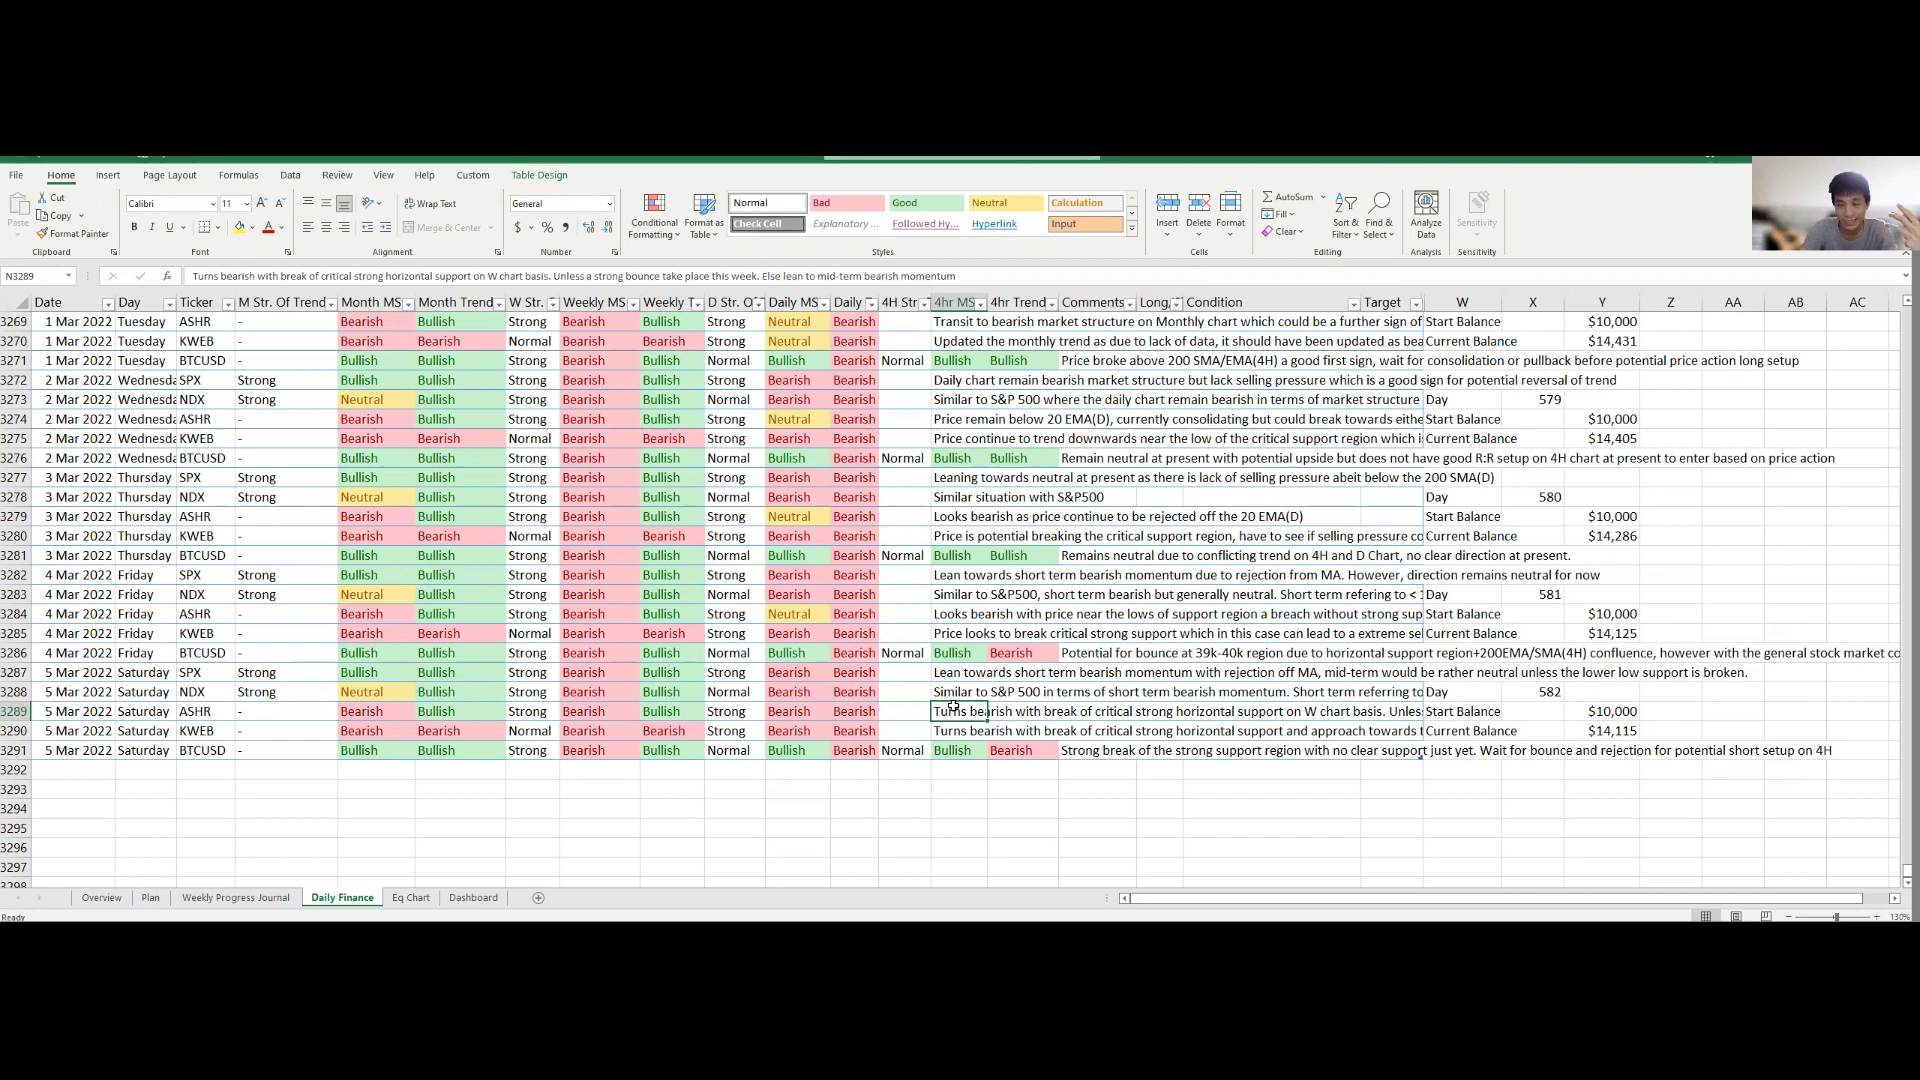 File Home Insert Page Layout Formulas Data Review View Help Custom Table Design
Cut
Copy
Format Painter
Paste
Calibri 11
Wrap Text
Merge & Center
General
Conditional Formatting
Format as Table
Normal Bad Good Neutral Calculation
Check Cell Explanatory ... Followed Hy... Hyperlink Input
Insert Delete Format
AutoSum
Fill
Clear
Sort & Filter
Find & Select
Analyze Data
Sensitivity
Clipboard Font Alignment Number Styles Cells Editing Analysis Sensitivity
N3289 fx Turns bearish with break of critical strong horizontal support on W chart basis. Unless a strong bounce take place this week. Else lean to mid-term bearish momentum
Date Day Ticker M Str. Of Trend Month MS Month Trend W Str. Weekly MS Weekly T D Str. O Daily MS Daily 4H Str 4hr MS 4hr Trend Comments Long, Condition Target W X Y Z AA AB AC
3269 1 Mar 2022 Tuesday ASHR - Bearish Bullish Strong Bearish Bullish Strong Neutral Bearish Transit to bearish market structure on Monthly chart which could be a further sign of Start Balance $10,000
3270 1 Mar 2022 Tuesday KWEB - Bearish Bearish Normal Bearish Bearish Strong Neutral Bearish Updated the monthly trend as due to lack of data, it should have been updated as bea Current Balance $14,431
3271 1 Mar 2022 Tuesday BTCUSD - Bullish Bullish Strong Bearish Bullish Normal Bullish Bearish Normal Bullish Bullish Price broke above 200 SMA/EMA(4H) a good first sign, wait for consolidation or pullback before potential price action long setup
3272 2 Mar 2022 Wednesda SPX Strong Bullish Bullish Strong Bearish Bullish Strong Bearish Bearish Daily chart remain bearish market structure but lack selling pressure which is a good sign for potential reversal of trend
3273 2 Mar 2022 Wednesda NDX Strong Neutral Bullish Strong Bearish Bullish Normal Bearish Bearish Similar to S&P 500 where the daily chart remain bearish in terms of market structure Day 579
3274 2 Mar 2022 Wednesda ASHR - Bearish Bullish Strong Bearish Bullish Strong Neutral Bearish Price remain below 20 EMA(D), currently consolidating but could break towards eithe Start Balance $10,000
3275 2 Mar 2022 Wednesda KWEB - Bearish Bearish Normal Bearish Bearish Strong Bearish Bearish Price continue to trend downwards near the low of the critical support region which i Current Balance $14,405
3276 2 Mar 2022 Wednesda BTCUSD - Bullish Bullish Strong Bearish Bullish Normal Bullish Bearish Normal Bullish Bullish Remain neutral at present with potential upside but does not have good R:R setup on 4H chart at present to enter based on price action
3277 3 Mar 2022 Thursday SPX Strong Bullish Bullish Strong Bearish Bullish Strong Bearish Bearish Leaning towards neutral at present as there is lack of selling pressure abeit below the 200 SMA(D)
3278 3 Mar 2022 Thursday NDX Strong Neutral Bullish Strong Bearish Bullish Normal Bearish Bearish Similar situation with S&P500 Day 580
3279 3 Mar 2022 Thursday ASHR - Bearish Bullish Strong Bearish Bullish Strong Neutral Bearish Looks bearish as price continue to be rejected off the 20 EMA(D) Start Balance $10,000
3280 3 Mar 2022 Thursday KWEB - Bearish Bearish Normal Bearish Bearish Strong Bearish Bearish Price is potential breaking the critical support region, have to see if selling pressure co Current Balance $14,286
3281 3 Mar 2022 Thursday BTCUSD - Bullish Bullish Strong Bearish Bullish Normal Bullish Bearish Normal Bullish Bullish Remains neutral due to conflicting trend on 4H and D Chart, no clear direction at present.
3282 4 Mar 2022 Friday SPX Strong Bullish Bullish Strong Bearish Bullish Strong Bearish Bearish Lean towards short term bearish momentum due to rejection from MA. However, direction remains neutral for now
3283 4 Mar 2022 Friday NDX Strong Neutral Bullish Strong Bearish Bullish Normal Bearish Bearish Similar to S&P500, short term bearish but generally neutral. Short term refering to < Day 581
3284 4 Mar 2022 Friday ASHR - Bearish Bullish Strong Bearish Bullish Strong Neutral Bearish Looks bearish with price near the lows of support region a breach without strong sup Start Balance $10,000
3285 4 Mar 2022 Friday KWEB - Bearish Bearish Normal Bearish Bearish Strong Bearish Bearish Price looks to break critical strong support which in this case can lead to a extreme sel Current Balance $14,125
3286 4 Mar 2022 Friday BTCUSD - Bullish Bullish Strong Bearish Bullish Normal Bullish Bearish Normal Bullish Bearish Potential for bounce at 39k-40k region due to horizontal support region+200EMA/SMA(4H) confluence, however with the general stock market co
3287 5 Mar 2022 Saturday SPX Strong Bullish Bullish Strong Bearish Bullish Strong Bearish Bearish Lean towards short term bearish momentum with rejection off MA, mid-term would be rather neutral unless the lower low support is broken.
3288 5 Mar 2022 Saturday NDX Strong Neutral Bullish Strong Bearish Bullish Normal Bearish Bearish Similar to S&P 500 in terms of short term bearish momentum. Short term referring to Day 582
3289 5 Mar 2022 Saturday ASHR - Bearish Bullish Strong Bearish Bullish Strong Bearish Bearish Turns bearish with break of critical strong horizontal support on W chart basis. Unles Start Balance $10,000
3290 5 Mar 2022 Saturday KWEB - Bearish Bearish Normal Bearish Bearish Strong Bearish Bearish Turns bearish with break of critical strong horizontal support and approach towards t Current Balance $14,115
3291 5 Mar 2022 Saturday BTCUSD - Bullish Bullish Strong Bearish Bullish Normal Bullish Bearish Normal Bullish Bearish Strong break of the strong support region with no clear support just yet. Wait for bounce and rejection for potential short setup on 4H
3292
3293
3294
3295
3296
3297
3298
Overview Plan Weekly Progress Journal Daily Finance Eq Chart Dashboard
Ready 130%